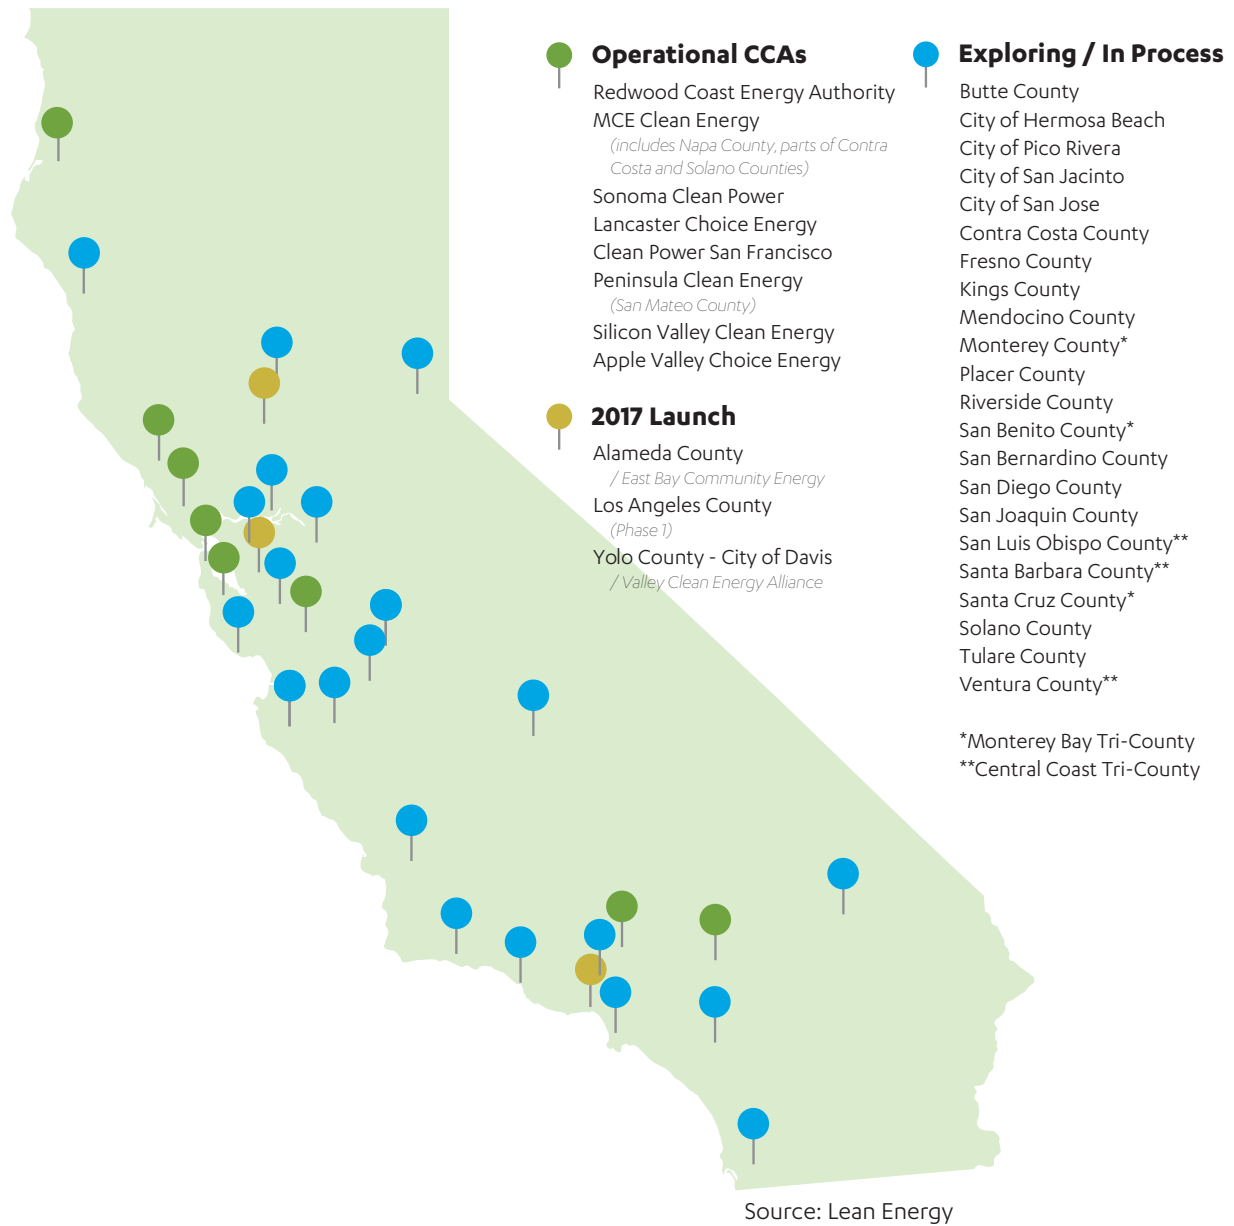 Operational CCAs
Redwood Coast Energy Authority
MCE Clean Energy
(includes Napa County, parts of Contra
Costa and Solano Counties)
Sonoma Clean Power
Lancaster Choice Energy
Clean Power San Francisco
Peninsula Clean Energy
(San Mateo County)
Silicon Valley Clean Energy
Apple Valley Choice Energy
2017 Launch
Alameda County
/ East Bay Community Energy
Los Angeles County
(Phase 1)
Yolo County - City of Davis
/ Valley Clean Energy Alliance
Exploring / In Process
Butte County
City of Hermosa Beach
City of Pico Rivera
City of San Jacinto
City of San Jose
Contra Costa County
Fresno County
Kings County
Mendocino County
Monterey County*
Placer County
Riverside County
San Benito County*
San Bernardino County
San Diego County
San Joaquin County
San Luis Obispo County**
Santa Barbara County**
Santa Cruz County*
Solano County
Tulare County
Ventura County**
*Monterey Bay Tri-County
**Central Coast Tri-County
Source: Lean Energy